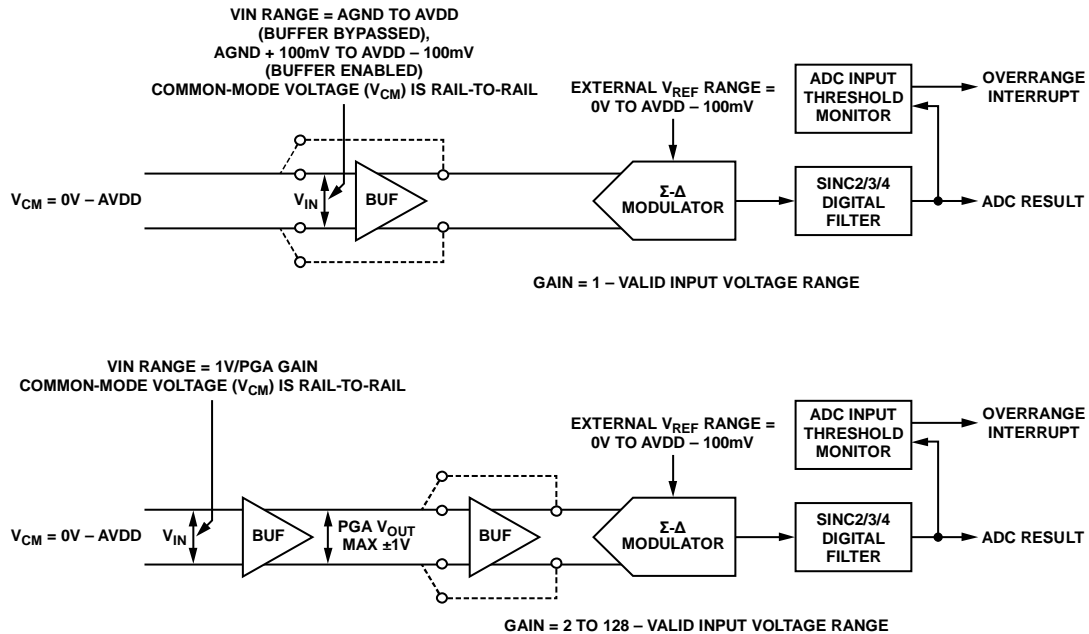 VIN RANGE = AGND TO AVDD
(BUFFER BYPASSED),
AGND + 100mV TO AVDD – 100mV
(BUFFER ENABLED)
COMMON-MODE VOLTAGE (VCM) IS RAIL-TO-RAIL
EXTERNAL VREF RANGE =
0V TO AVDD – 100mV
ADC INPUT
THRESHOLD
MONITOR
OVERRANGE
INTERRUPT
VCM = 0V – AVDD
VIN
BUF
Σ-Δ
MODULATOR
SINC2/3/4
DIGITAL
FILTER
ADC RESULT
GAIN = 1 – VALID INPUT VOLTAGE RANGE
VIN RANGE = 1V/PGA GAIN
COMMON-MODE VOLTAGE (VCM) IS RAIL-TO-RAIL
EXTERNAL VREF RANGE =
0V TO AVDD – 100mV
ADC INPUT
THRESHOLD
MONITOR
OVERRANGE
INTERRUPT
VCM = 0V – AVDD
VIN
BUF
PGA VOUT
MAX ±1V
BUF
Σ-Δ
MODULATOR
SINC2/3/4
DIGITAL
FILTER
ADC RESULT
GAIN = 2 TO 128 – VALID INPUT VOLTAGE RANGE